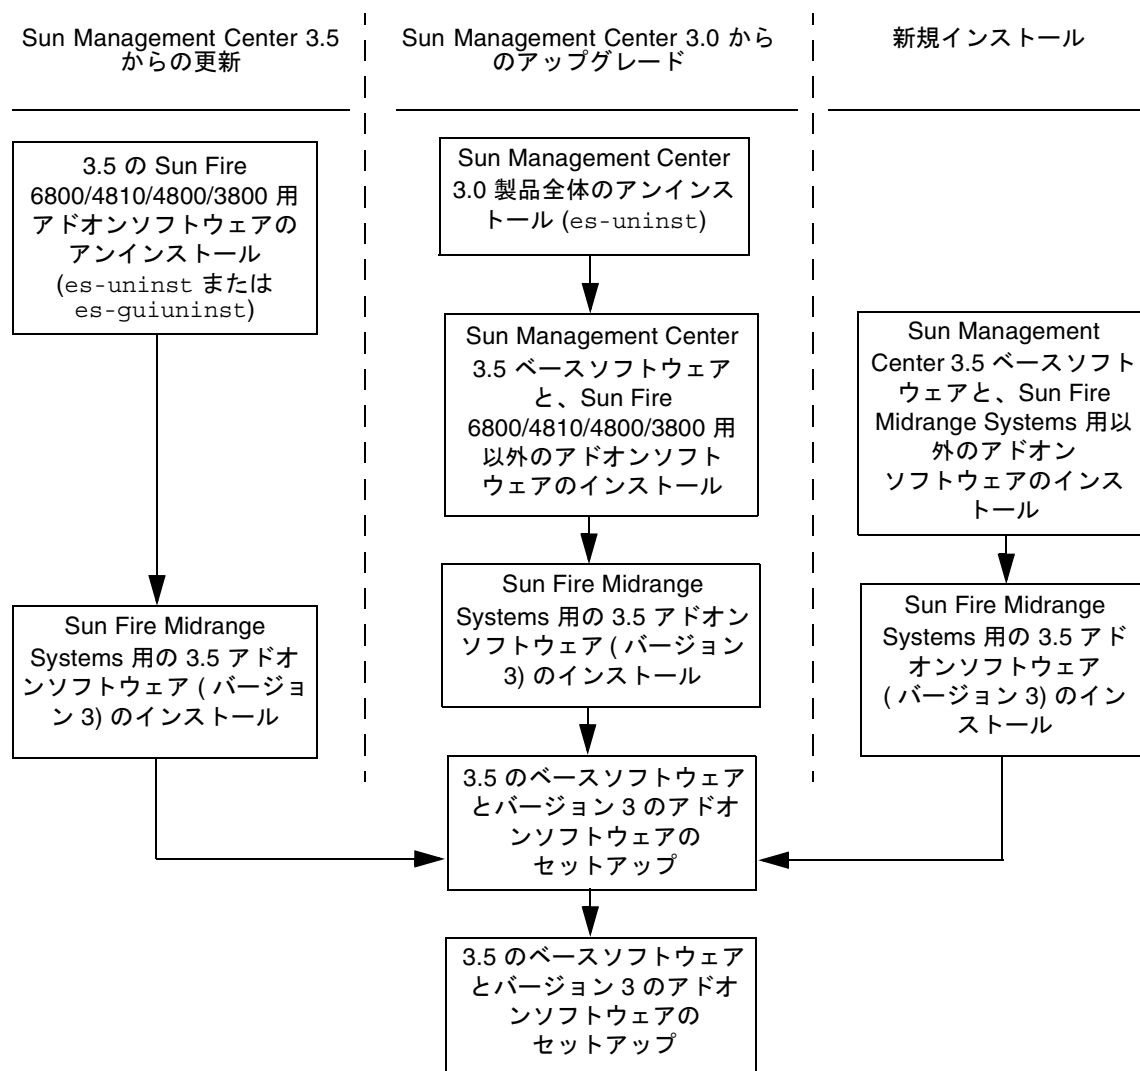 Sun Management Center 3.5
からの更新
Sun Management Center 3.0 から
のアップグレード
新規インストール
3.5 の Sun Fire
6800/4810/4800/3800 用
アドオンソフトウェアの
アンインストール
(es-uninst または
es-guiuninst)
Sun Fire Midrange
Systems 用の 3.5 アドオ
ンソフトウェア ( バージョ
ン 3) のインストール
Sun Management Center
3.0 製品全体のアンインス
トール (es-uninst)
Sun Management Center
3.5 ベースソフトウェア
と、Sun Fire
6800/4810/4800/3800 用
以外のアドオンソフト
ウェアのインストール
Sun Fire Midrange
Systems 用の 3.5 アドオン
ソフトウェア ( バージョン
3) のインストール
Sun Management
Center 3.5 ベースソフト
ウェアと、Sun Fire
Midrange Systems 用以
外のアドオン
ソフトウェアのインス
トール
Sun Fire Midrange
Systems 用の 3.5 アド
オンソフトウェア
( バージョン 3) のイン
ストール
3.5 のベースソフトウェア
とバージョン 3 のアドオ
ンソフトウェアの
セットアップ
3.5 のベースソフトウェア
とバージョン 3 のアドオ
ンソフトウェアの
セットアップ